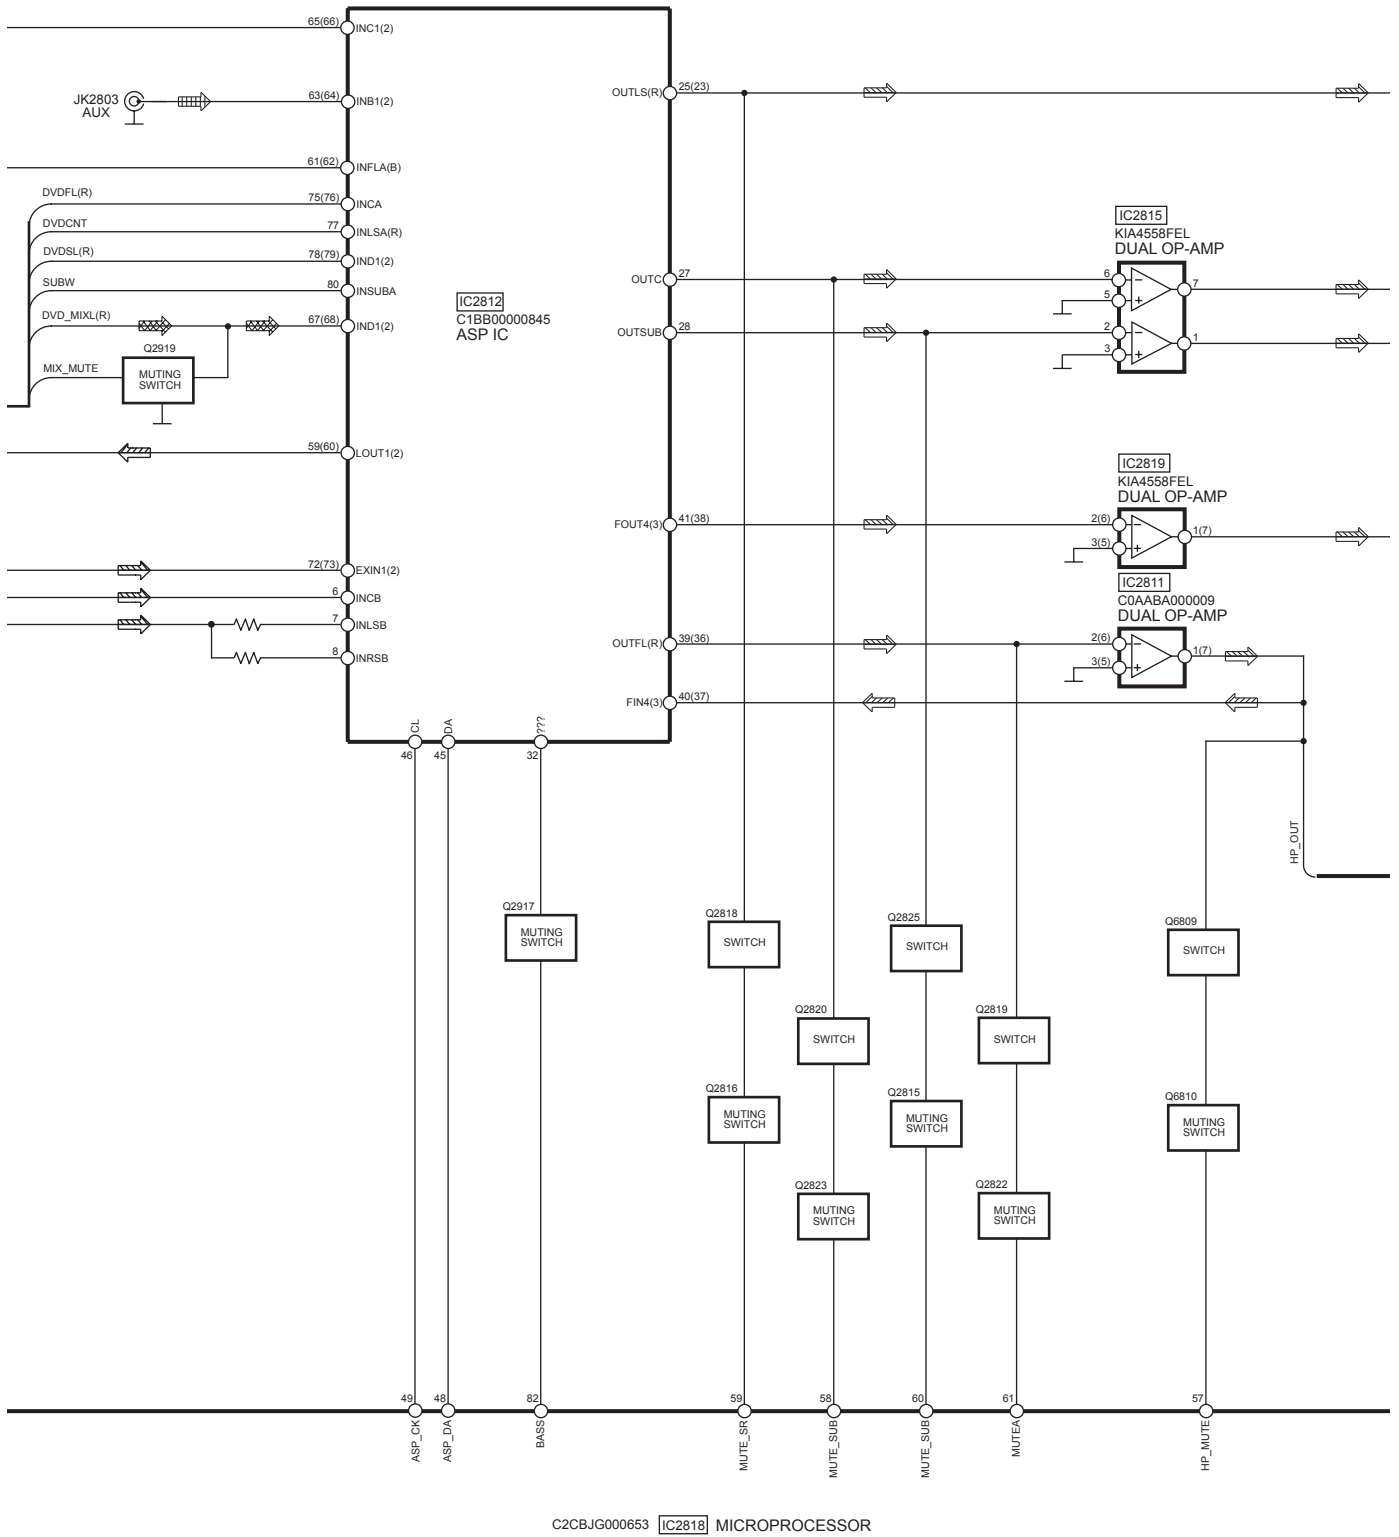 65(66)
INC1(2)
JK2803
AUX
63(64)
INB1(2)
61(62)
INFLA(B)
DVDFL(R)
75(76)
INCA
DVDCNT
77
INLSA(R)
DVDSL(R)
78(79)
IND1(2)
SUBW
80
INSUBA
DVD_MIXL(R)
67(68)
IND1(2)
Q2919
MIX_MUTE
MUTING
SWITCH
59(60)
LOUT1(2)
72(73)
EXIN1(2)
6
INCB
7
INLSB
8
INRSB
IC2812
C1BB00000845
ASP IC
OUTLS(R)
25(23)
OUTC
27
OUTSUB
28
FOUT4(3)
41(38)
OUTFL(R)
39(36)
FIN4(3)
40(37)
IC2815
KIA4558FEL
DUAL OP-AMP
6
5
7
2
3
1
− +
− +
IC2819
KIA4558FEL
DUAL OP-AMP
2(6)
3(5)
1(7)
− +
IC2811
C0AABA000009
DUAL OP-AMP
2(6)
3(5)
1(7)
− +
CL
DA
???
46
45
32
HP_OUT
Q2917
MUTING
SWITCH
Q2818
SWITCH
Q2825
SWITCH
Q6809
SWITCH
Q2820
SWITCH
Q2819
SWITCH
Q2816
MUTING
SWITCH
Q2815
MUTING
SWITCH
Q6810
MUTING
SWITCH
Q2823
MUTING
SWITCH
Q2822
MUTING
SWITCH
49
48
82
59
58
60
61
57
ASP_CK
ASP_DA
BASS
MUTE_SR
MUTE_SUB
MUTE_SUB
MUTEA
HP_MUTE
C2CBJG000653 IC2818 MICROPROCESSOR